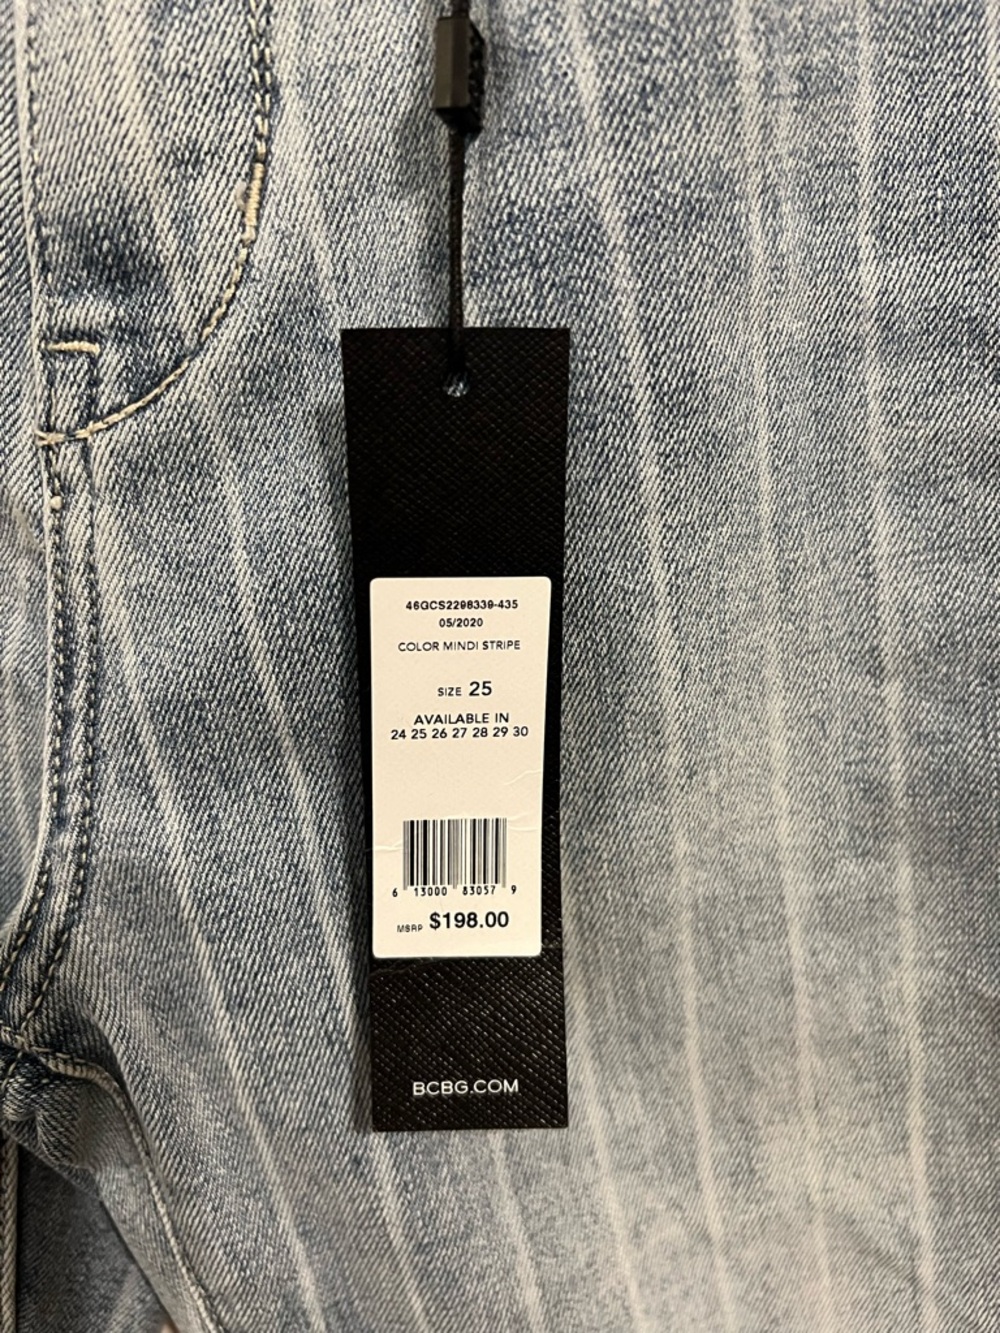 46GCS2298339-435
05/2020
COLOR MINDI STRIPE
SIZE 25
AVAILABLE IN
24 25 26 27 28 29 30
6 13000 83057 9
MSRP $198.00
BCBG.COM